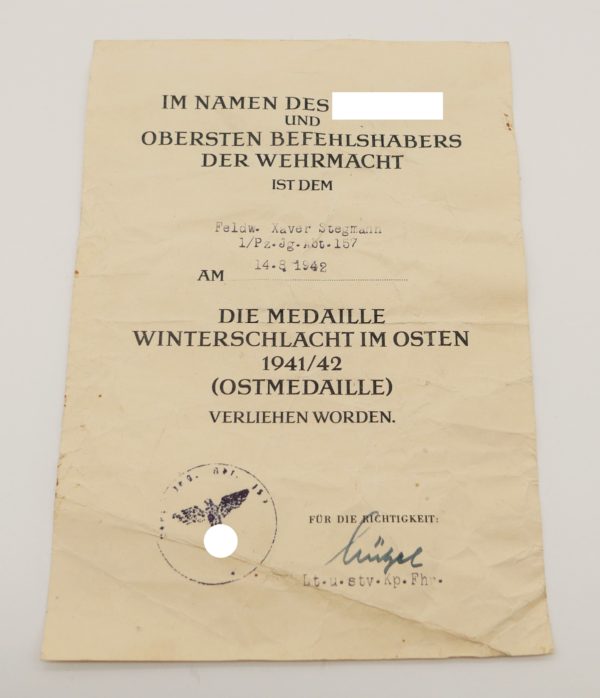 IM NAMEN DES
UND
OBERSTEN BEFEHLSHABERS
DER WEHRMACHT
IST DEM
Feldw. Xaver Stegmann
1/Pz.Jg.Abt.157
AM 14.8 1942
DIE MEDAILLE
WINTERSCHLACHT IM OSTEN
1941/42
(OSTMEDAILLE)
VERLIEHEN WORDEN.
FÜR DIE RICHTIGKEIT:
Lt.u.stv.Kp.Fhr.